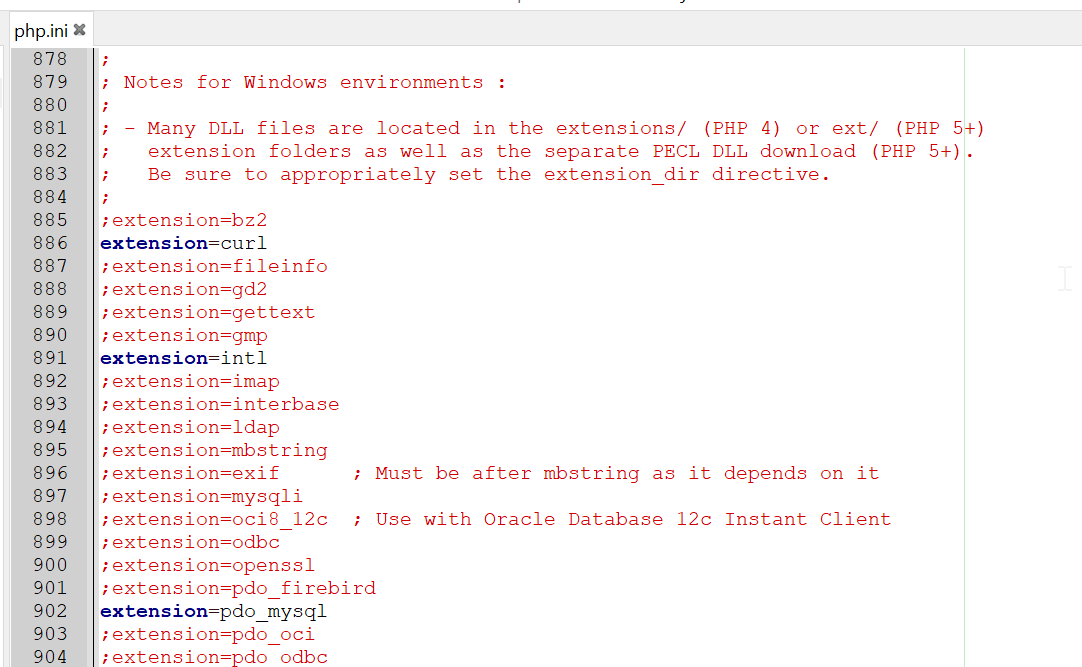 php.ini
878 ;
879 ; Notes for Windows environments :
880 ;
881 ; - Many DLL files are located in the extensions/ (PHP 4) or ext/ (PHP 5+)
882 ;   extension folders as well as the separate PECL DLL download (PHP 5+).
883 ;   Be sure to appropriately set the extension_dir directive.
884 ;
885 ;extension=bz2
886 extension=curl
887 ;extension=fileinfo
888 ;extension=gd2
889 ;extension=gettext
890 ;extension=gmp
891 extension=intl
892 ;extension=imap
893 ;extension=interbase
894 ;extension=ldap
895 ;extension=mbstring
896 ;extension=exif      ; Must be after mbstring as it depends on it
897 ;extension=mysqli
898 ;extension=oci8_12c  ; Use with Oracle Database 12c Instant Client
899 ;extension=odbc
900 ;extension=openssl
901 ;extension=pdo_firebird
902 extension=pdo_mysql
903 ;extension=pdo_oci
904 ;extension=pdo_odbc